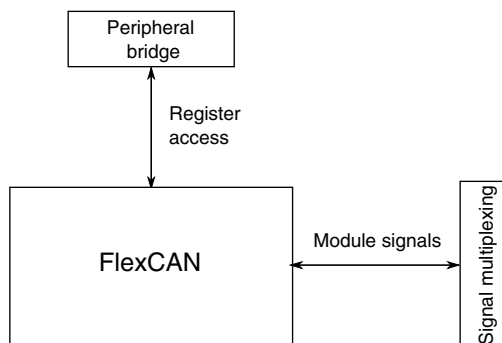 Peripheral
bridge
Register
access
FlexCAN
Module signals
Signal multiplexing